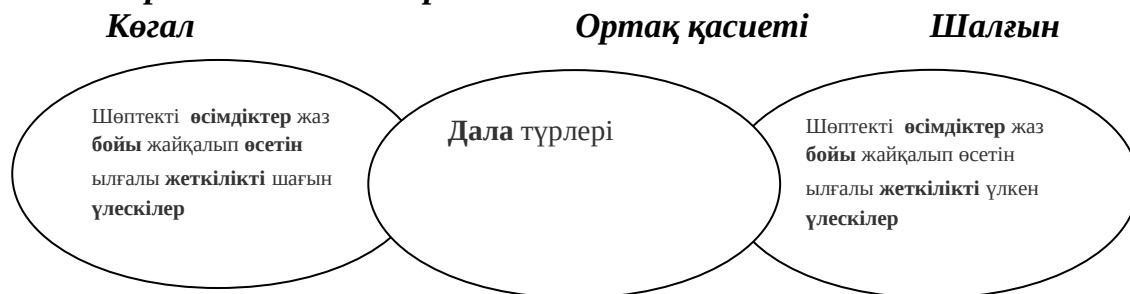 Көгал Ортақ қасиеті Шалғын
Шөптекті өсімдіктер жаз
бойы жайқалып өсетін
ылғалы жеткілікті шағын
үлескілер
Дала түрлері
Шөптекті өсімдіктер жаз
бойы жайқалып өсетін
ылғалы жеткілікті үлкен
үлескілер